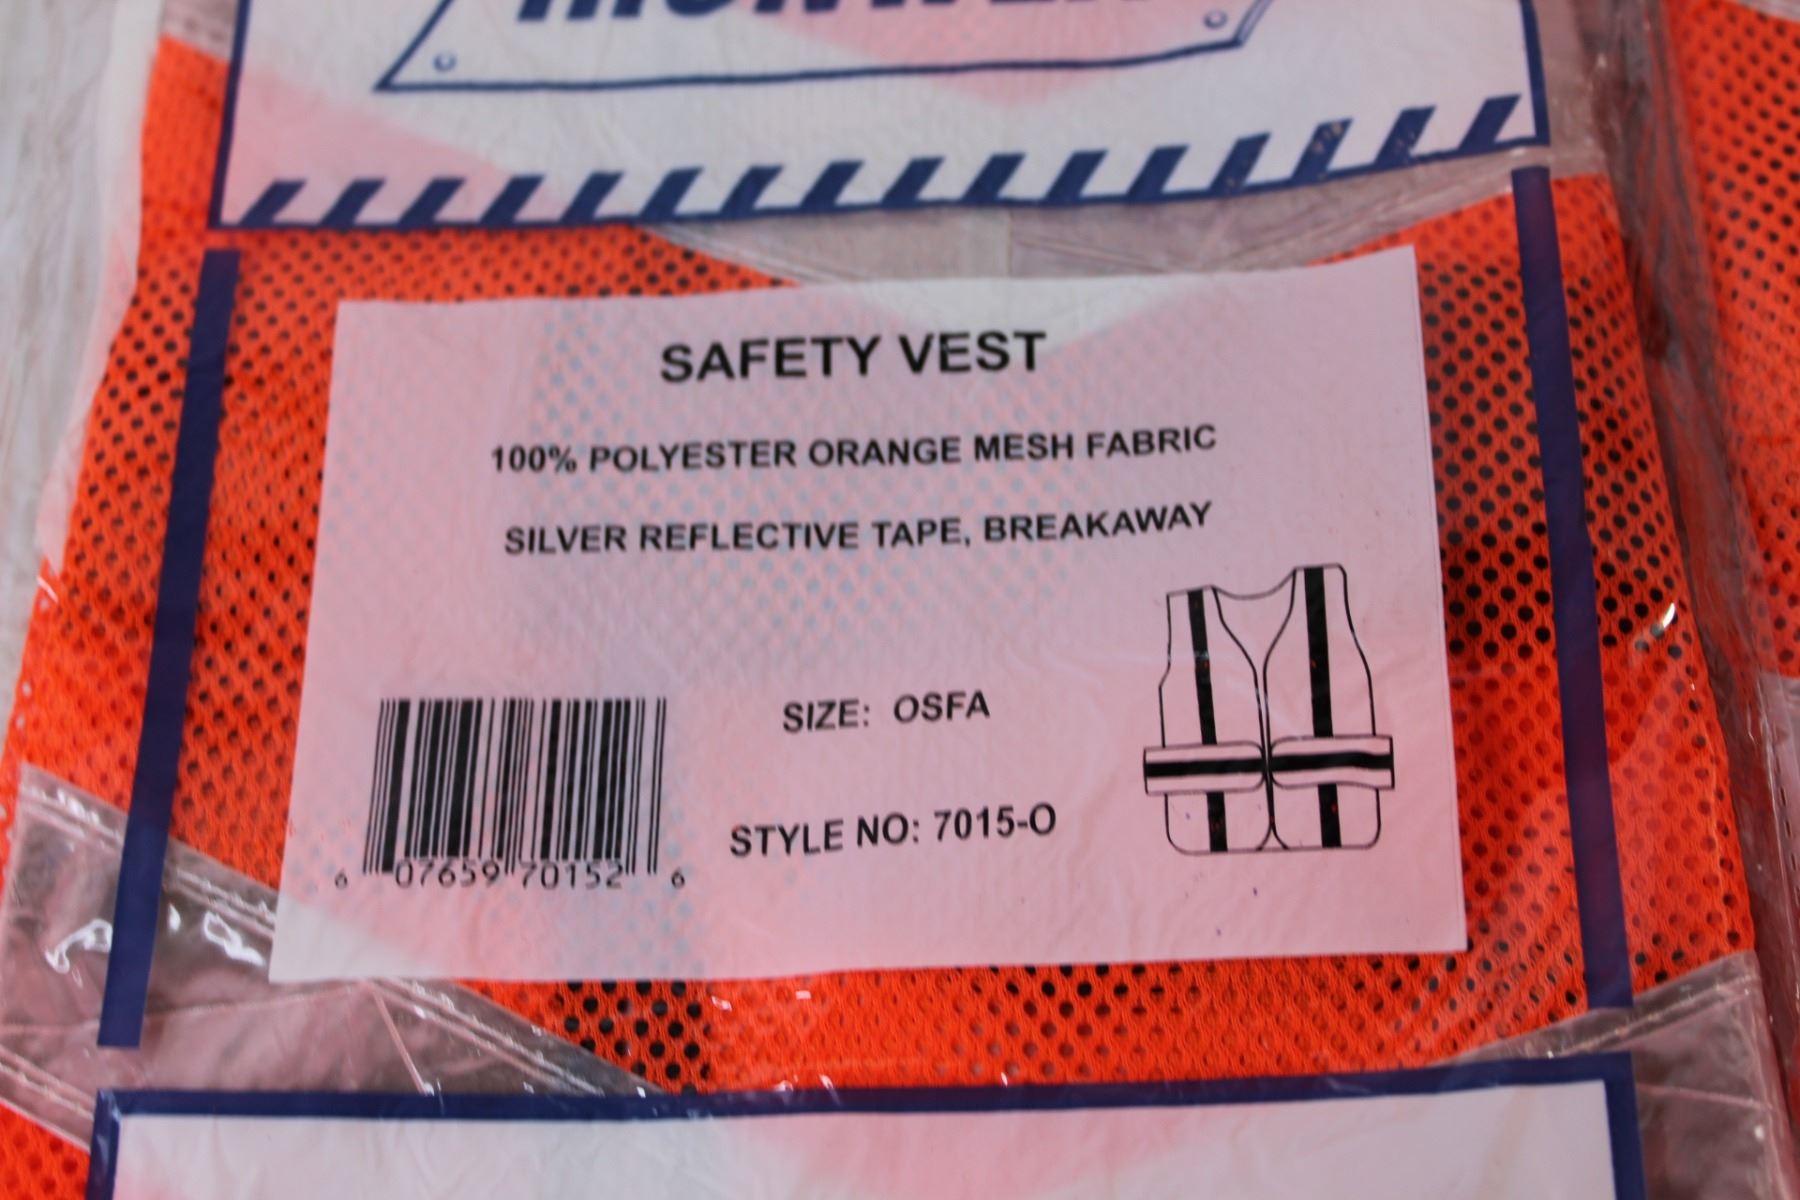 SAFETY VEST
100% POLYESTER ORANGE MESH FABRIC
SILVER REFLECTIVE TAPE, BREAKAWAY
SIZE: OSFA
STYLE NO: 7015-O
6 07659 70152 6